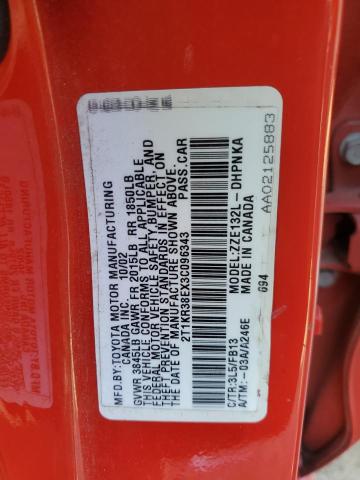 MFD.BY:TOYOTA MOTOR MANUFACTURING
CANADA INC. 10/02
GVWR 3845LB GAWR FR 2015LB RR 1850LB
THIS VEHICLE CONFORMS TO ALL APPLICABLE
FEDERAL MOTOR VEHICLE SAFETY, BUMPER, AND
THEFT PREVENTION STANDARDS IN EFFECT ON
THE DATE OF MANUFACTURE SHOWN ABOVE.
2T1KR38EX3C096343 PASS.CAR
C/TR:3L5/FB13 MODEL:ZZE132L-DHPNKA
A/TM:-03A/A246E MADE IN CANADA
G94
AA02125883